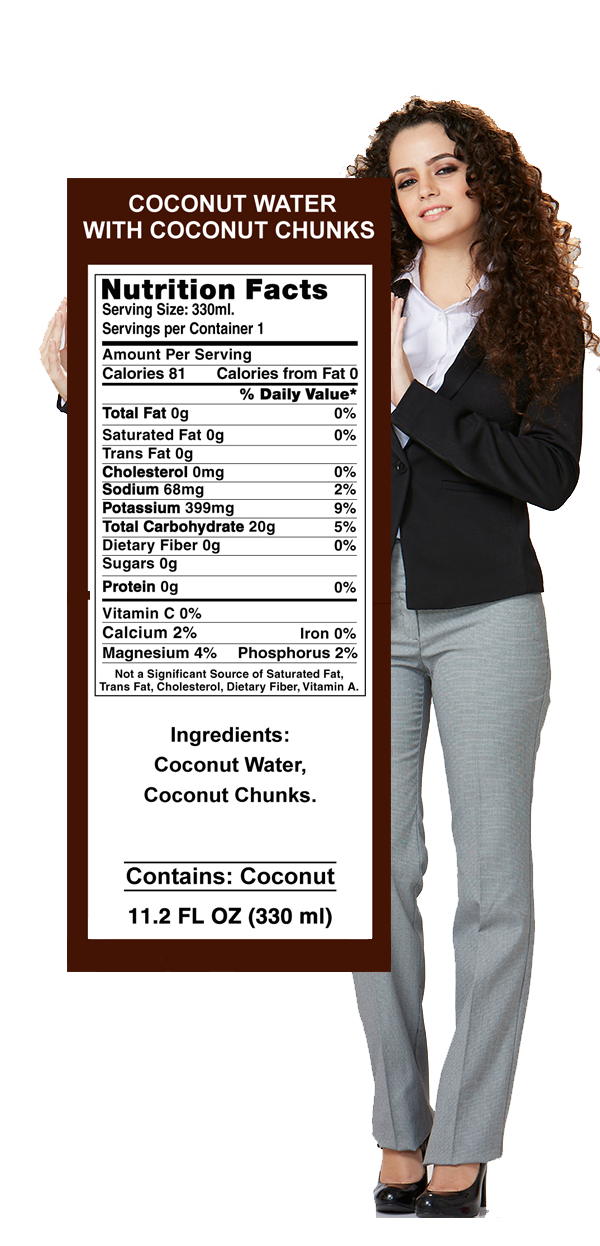 COCONUT WATER
WITH COCONUT CHUNKS
Nutrition Facts
Serving Size: 330ml.
Servings per Container 1
Amount Per Serving
Calories 81 Calories from Fat 0
% Daily Value*
Total Fat 0g 0%
Saturated Fat 0g 0%
Trans Fat 0g
Cholesterol 0mg 0%
Sodium 68mg 2%
Potassium 399mg 9%
Total Carbohydrate 20g 5%
Dietary Fiber 0g 0%
Sugars 0g
Protein 0g 0%
Vitamin C 0%
Calcium 2% Iron 0%
Magnesium 4% Phosphorus 2%
Not a Significant Source of Saturated Fat,
Trans Fat, Cholesterol, Dietary Fiber, Vitamin A.
Ingredients:
Coconut Water,
Coconut Chunks.
Contains: Coconut
11.2 FL OZ (330 ml)